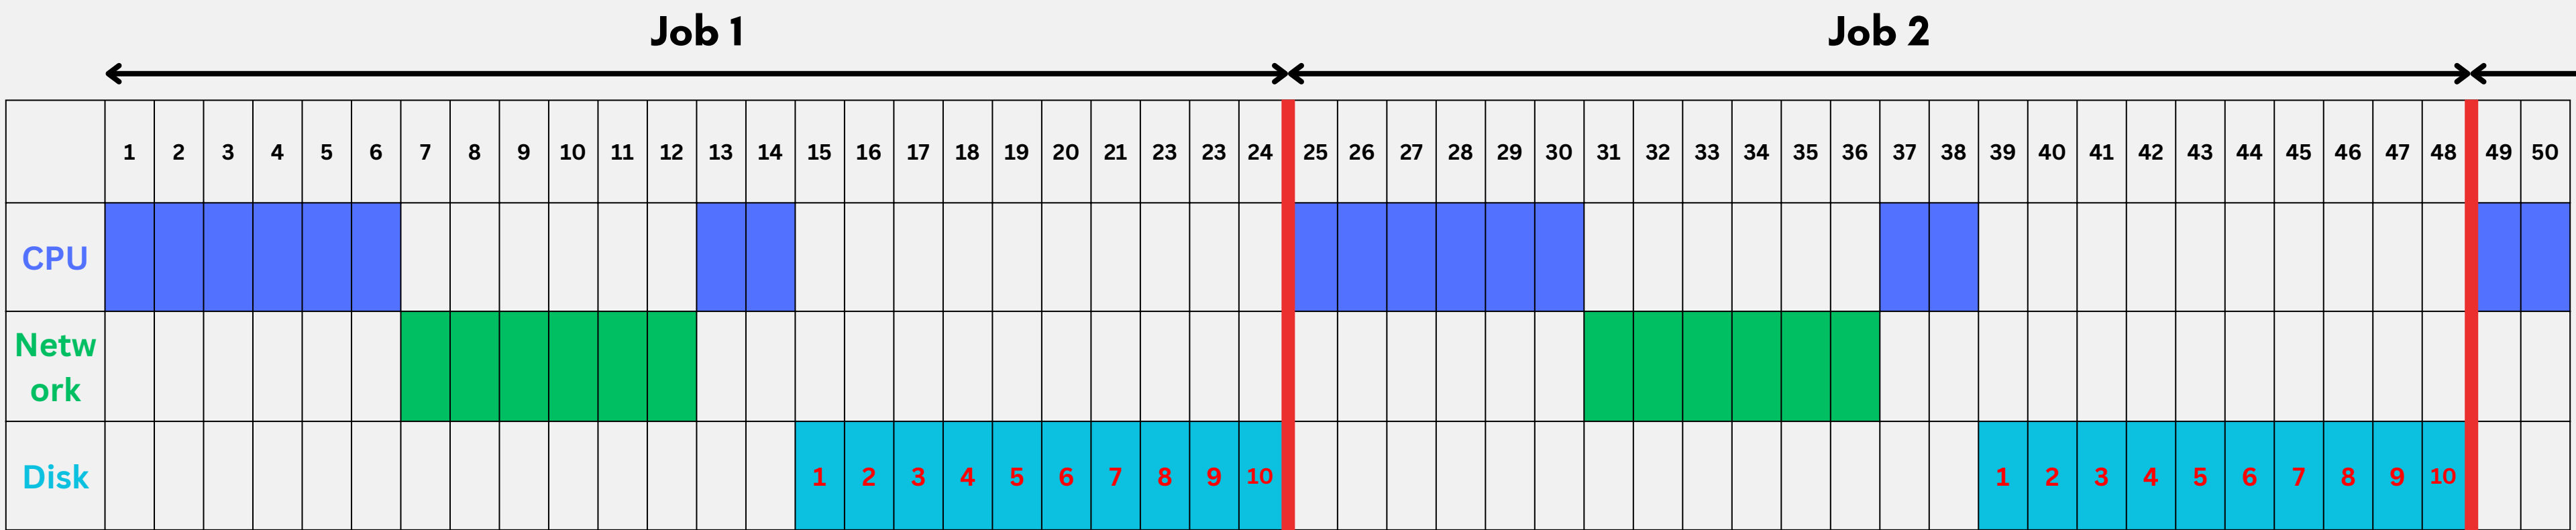 Job 1
Job 2
1 2 3 4 5 6 7 8 9 10 11 12 13 14 15 16 17 18 19 20 21 23 23 24 25 26 27 28 29 30 31 32 33 34 35 36 37 38 39 40 41 42 43 44 45 46 47 48 49 50
CPU
Netw
ork
Disk 1 2 3 4 5 6 7 8 9 10 1 2 3 4 5 6 7 8 9 10